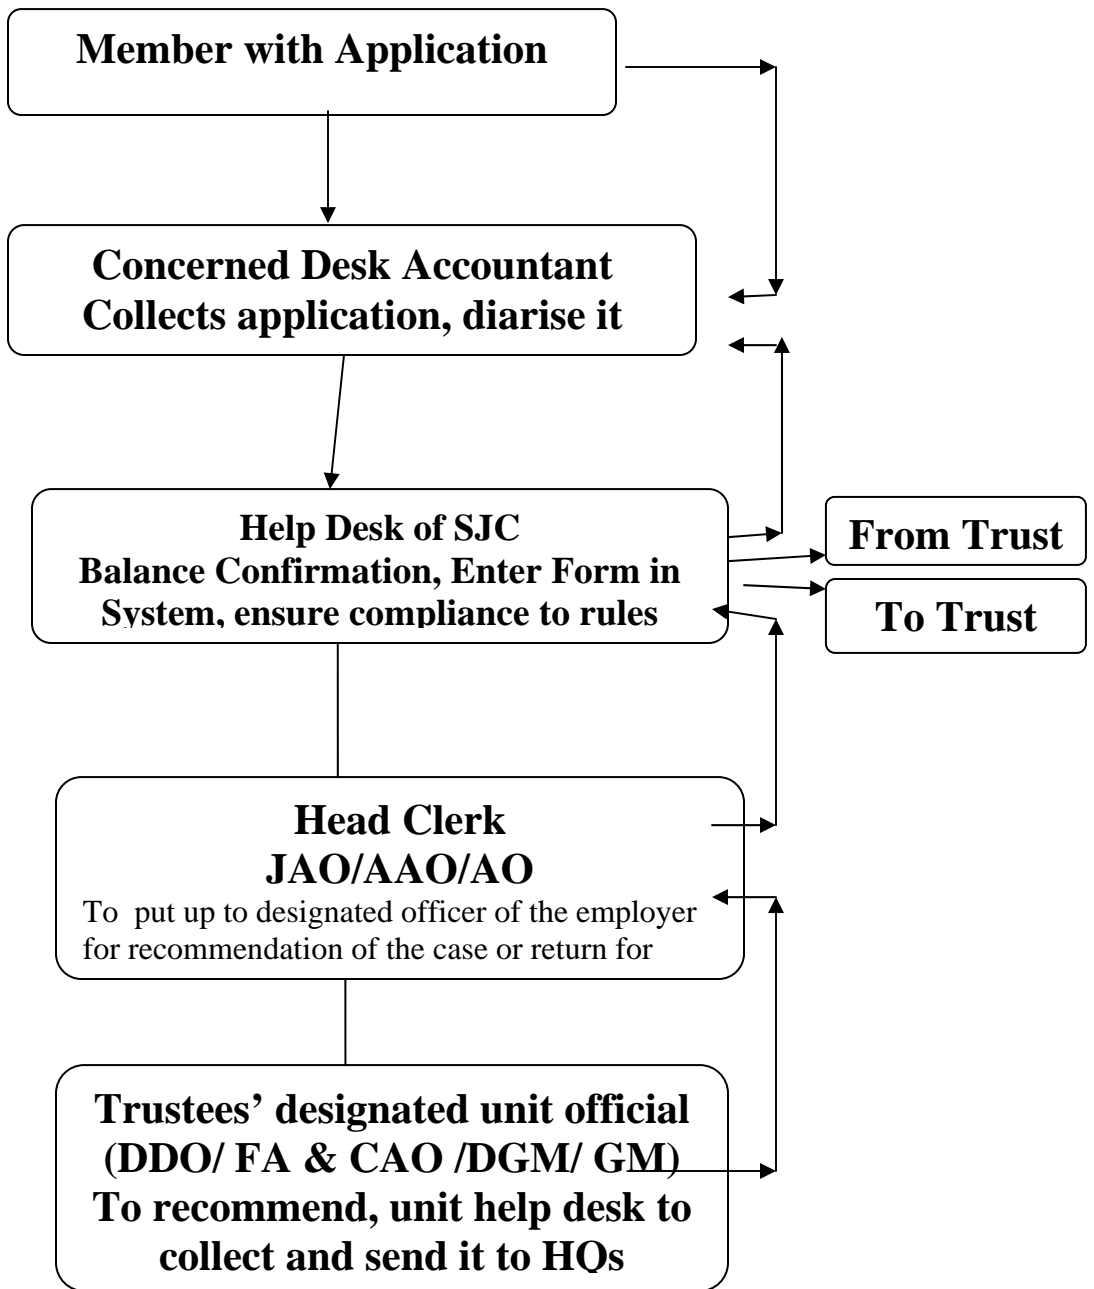 Member with Application
Concerned Desk Accountant
Collects application, diarise it
Help Desk of SJC
Balance Confirmation, Enter Form in
System, ensure compliance to rules
From Trust
To Trust
Head Clerk
JAO/AAO/AO
To put up to designated officer of the employer
for recommendation of the case or return for
Trustees’ designated unit official
(DDO/ FA & CAO /DGM/ GM)
To recommend, unit help desk to
collect and send it to HQs